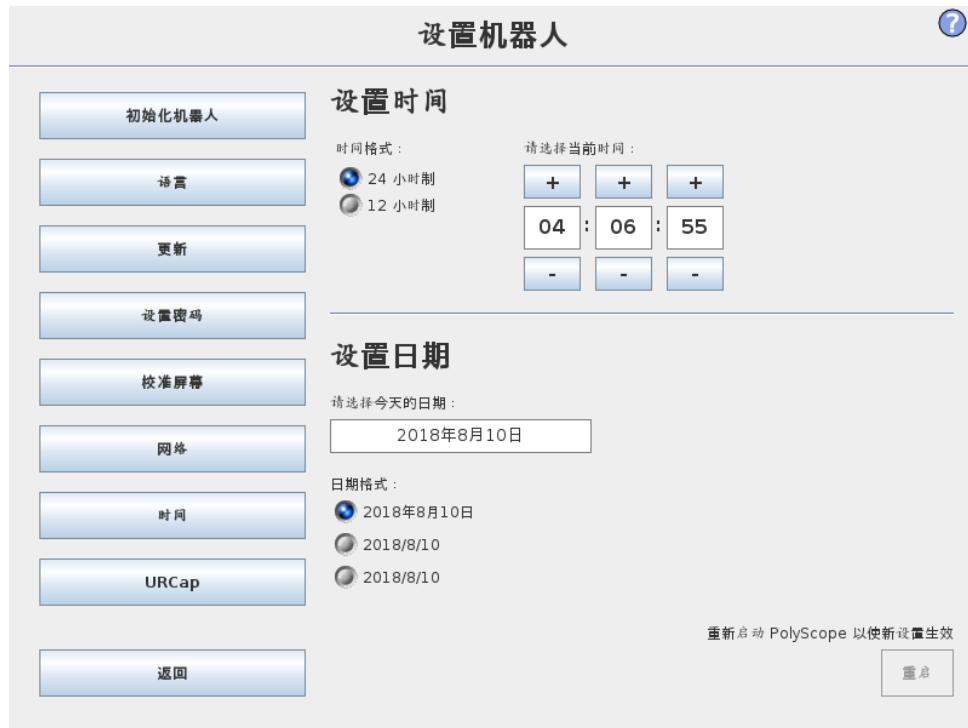 设置机器人
?
初始化机器人
语言
更新
设置密码
校准屏幕
网络
时间
URCap
返回
设置时间
时间格式：
24 小时制
12 小时制
请选择当前时间：
+ + +
04 : 06 : 55
- - -
设置日期
请选择今天的日期：
2018年8月10日
日期格式：
2018年8月10日
2018/8/10
2018/8/10
重新启动 PolyScope 以使新设置生效
重启